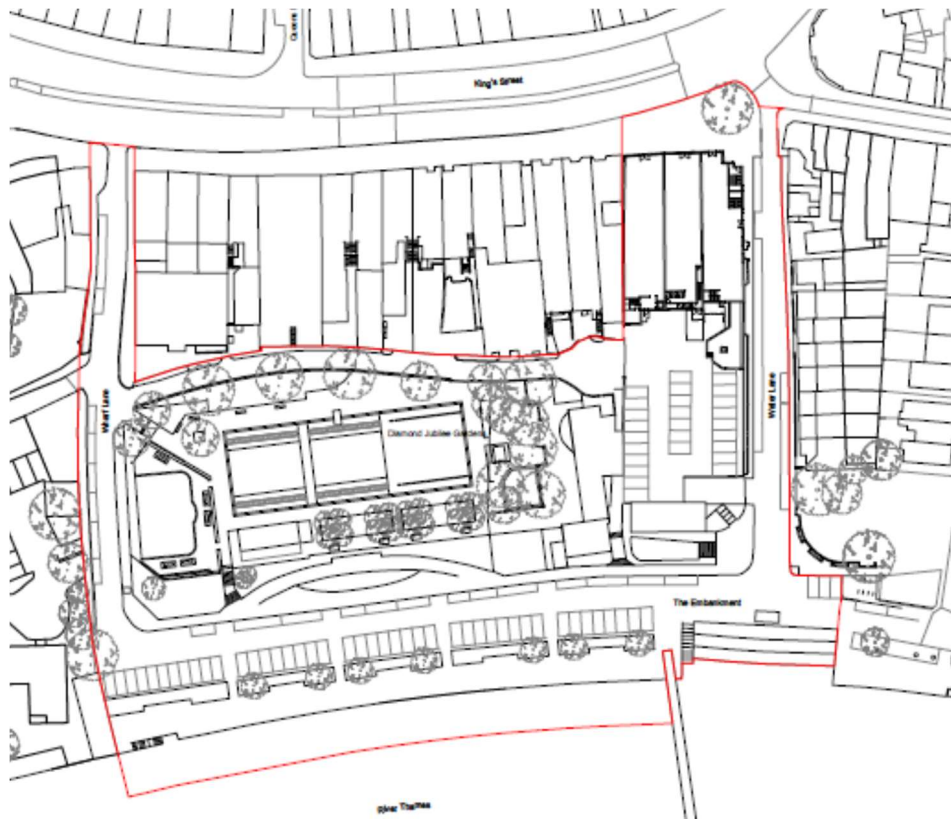 King's Street
Wharf Lane
Diamond Jubilee Gardens
Water Lane
The Embankment
River Thames